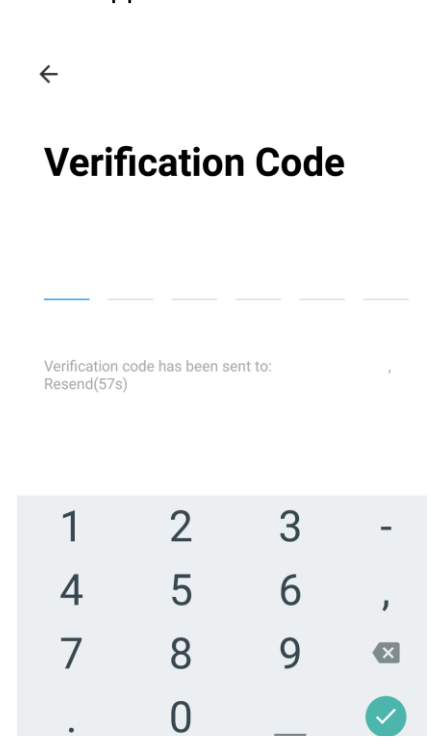 Verification Code
Verification code has been sent to: ,
Resend(57s)
1 2 3 -
4 5 6 ,
7 8 9
. 0 _